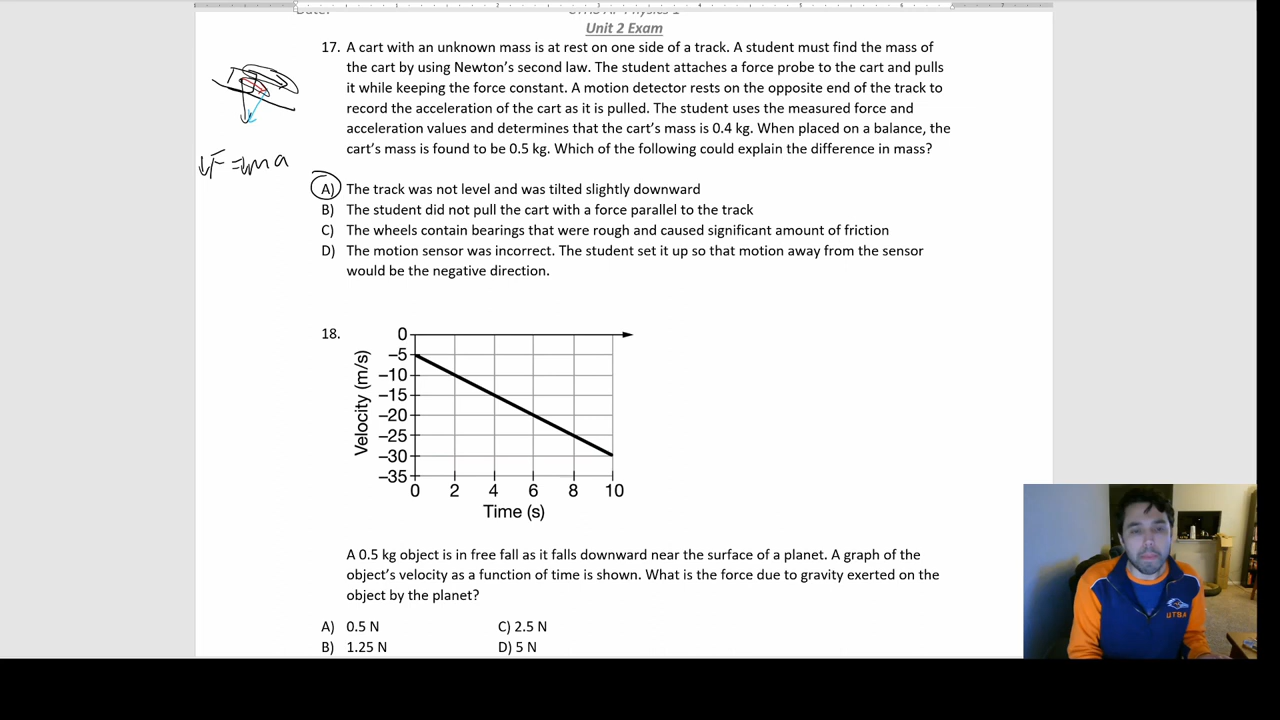 Unit 2 Exam
17. A cart with an unknown mass is at rest on one side of a track. A student must find the mass of
the cart by using Newton's second law. The student attaches a force probe to the cart and pulls
it while keeping the force constant. A motion detector rests on the opposite end of the track to
record the acceleration of the cart as it is pulled. The student uses the measured force and
acceleration values and determines that the cart's mass is 0.4 kg. When placed on a balance, the
cart's mass is found to be 0.5 kg. Which of the following could explain the difference in mass?
↓F = ↓m a
A) The track was not level and was tilted slightly downward
B) The student did not pull the cart with a force parallel to the track
C) The wheels contain bearings that were rough and caused significant amount of friction
D) The motion sensor was incorrect. The student set it up so that motion away from the sensor
would be the negative direction.
18.
Velocity (m/s)
0
–5
–10
–15
–20
–25
–30
–35
0 2 4 6 8 10
Time (s)
A 0.5 kg object is in free fall as it falls downward near the surface of a planet. A graph of the
object's velocity as a function of time is shown. What is the force due to gravity exerted on the
object by the planet?
A) 0.5 N C) 2.5 N
B) 1.25 N D) 5 N
UTSA